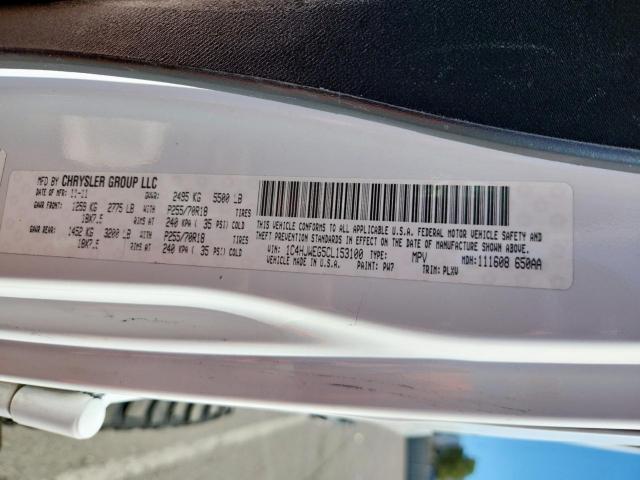 MFD BY CHRYSLER GROUP LLC
DATE OF MFR: 11-11 GVWR: 2495 KG 5500 LB
GAWR FRONT: 1259 KG 2775 LB WITH P255/70R18 TIRES
18X7.5 RIMS AT 240 KPA ( 35 PSI) COLD
GAWR REAR: 1452 KG 3200 LB WITH P255/70R18 TIRES
18X7.5 RIMS AT 240 KPA ( 35 PSI) COLD
THIS VEHICLE CONFORMS TO ALL APPLICABLE U.S.A. FEDERAL MOTOR VEHICLE SAFETY AND
THEFT PREVENTION STANDARDS IN EFFECT ON THE DATE OF MANUFACTURE SHOWN ABOVE.
VIN: 1C4HJWEG5CL153100 TYPE: MPV MDH: 111608 650AA
VEHICLE MADE IN U.S.A. PAINT: PW7 TRIM: PLXV